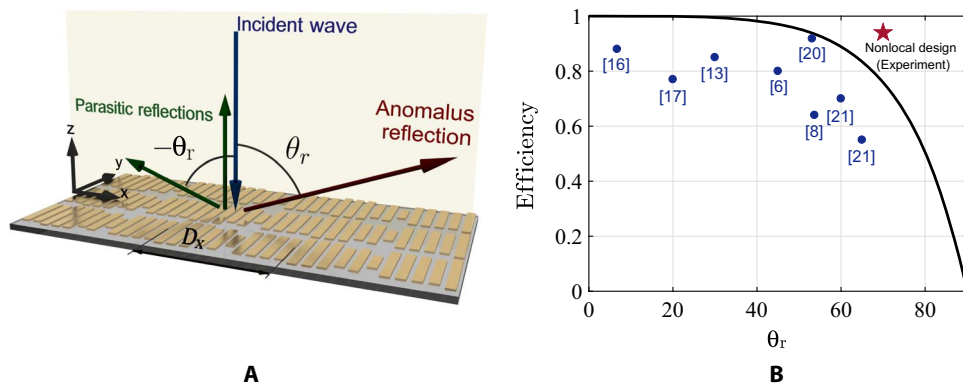 Incident wave
Parasitic reflections
Anomalus
reflection
−θr
θr
z
y
x
Dx
A
Efficiency
1
0.8
0.6
0.4
0.2
0
[16]
[17]
[13]
[6]
[20]
[8]
[21]
[21]
Nonlocal design
(Experiment)
0 20 40 60 80
θr
B